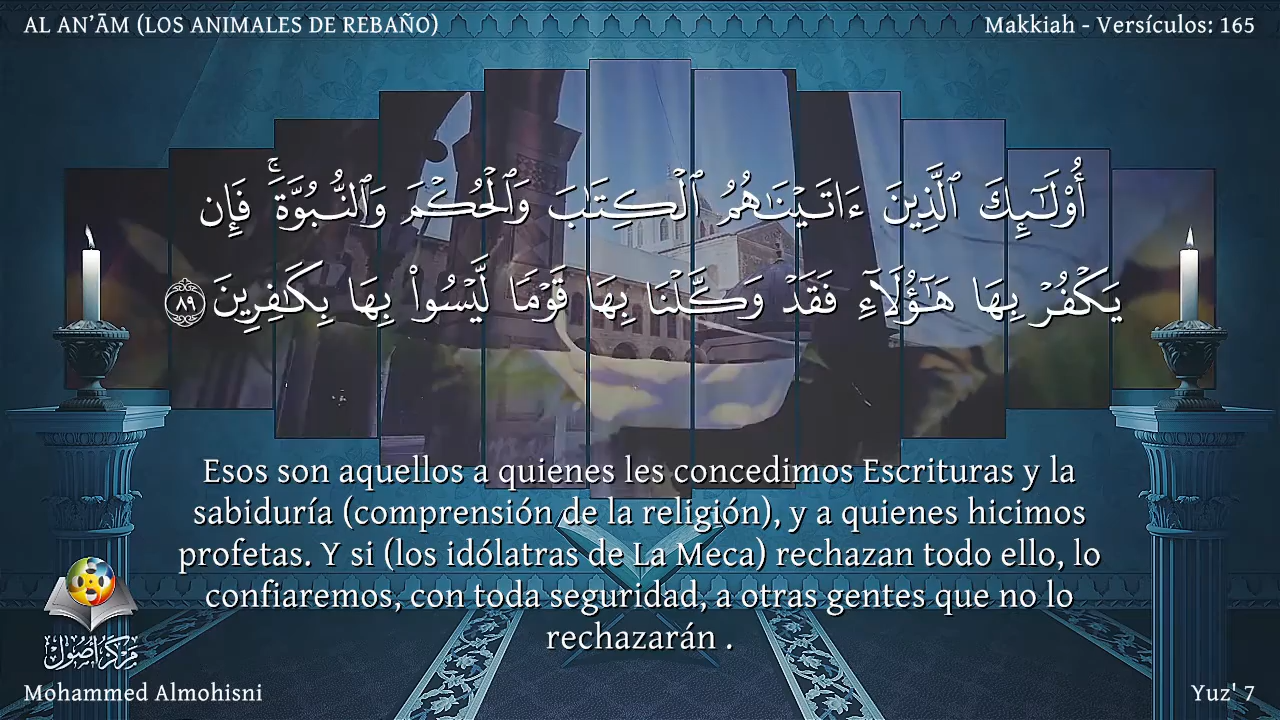 AL AN’ĀM (LOS ANIMALES DE REBAÑO)
Makkiah - Versículos: 165
أُو۟لَـٰٓئِكَ ٱلَّذِينَ ءَاتَيْنَـٰهُمُ ٱلْكِتَـٰبَ وَٱلْحُكْمَ وَٱلنُّبُوَّةَ ۚ فَإِن
يَكْفُرْ بِهَا هَـٰٓؤُلَآءِ فَقَدْ وَكَّلْنَا بِهَا قَوْمًا لَّيْسُوا۟ بِهَا بِكَـٰفِرِينَ ٨٩
Esos son aquellos a quienes les concedimos Escrituras y la
sabiduría (comprensión de la religión), y a quienes hicimos
profetas. Y si (los idólatras de La Meca) rechazan todo ello, lo
confiaremos, con toda seguridad, a otras gentes que no lo
rechazarán .
مركز أصول
Mohammed Almohisni
Yuz' 7